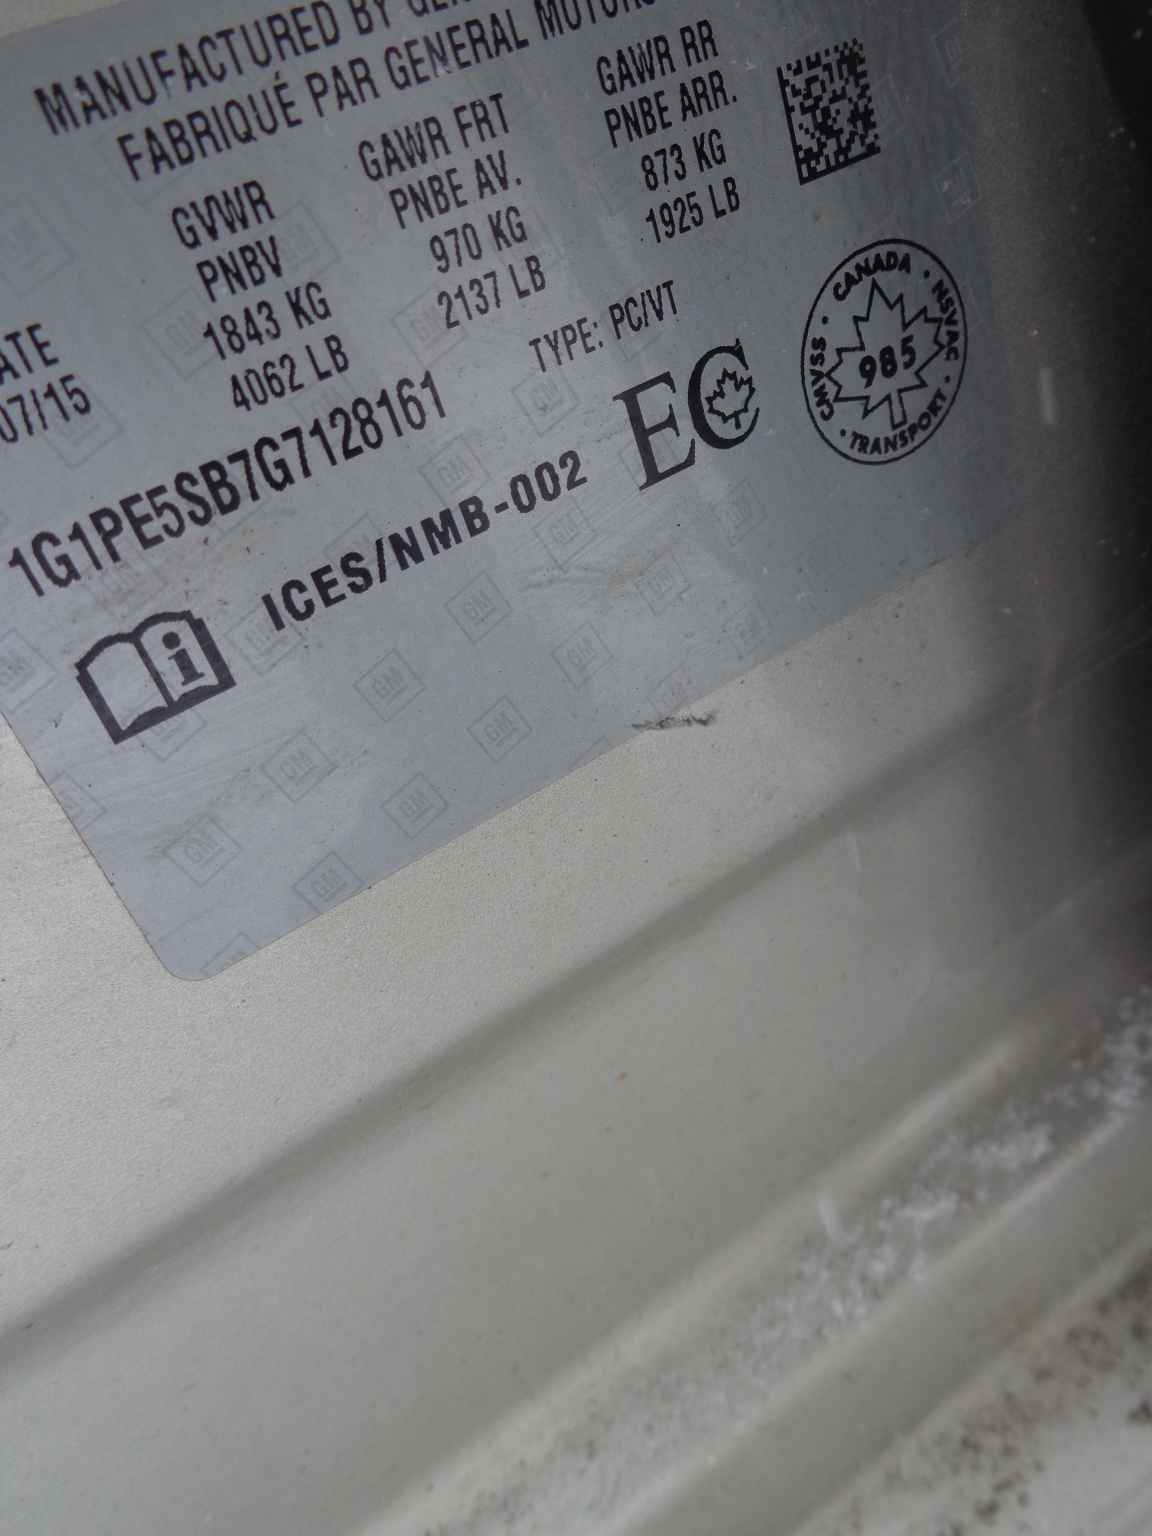 MANUFACTURED BY
FABRIQUÉ PAR GENERAL MOTORS
GVWR
PNBV
1843 KG
4062 LB
GAWR FRT
PNBE AV.
970 KG
2137 LB
GAWR RR
PNBE ARR.
873 KG
1925 LB
07/15
1G1PE5SB7G7128161
TYPE: PC/VT
ICES/NMB-002
EC
CANADA · NSVAC · TRANSPORT · CMVSS ·
985
GM